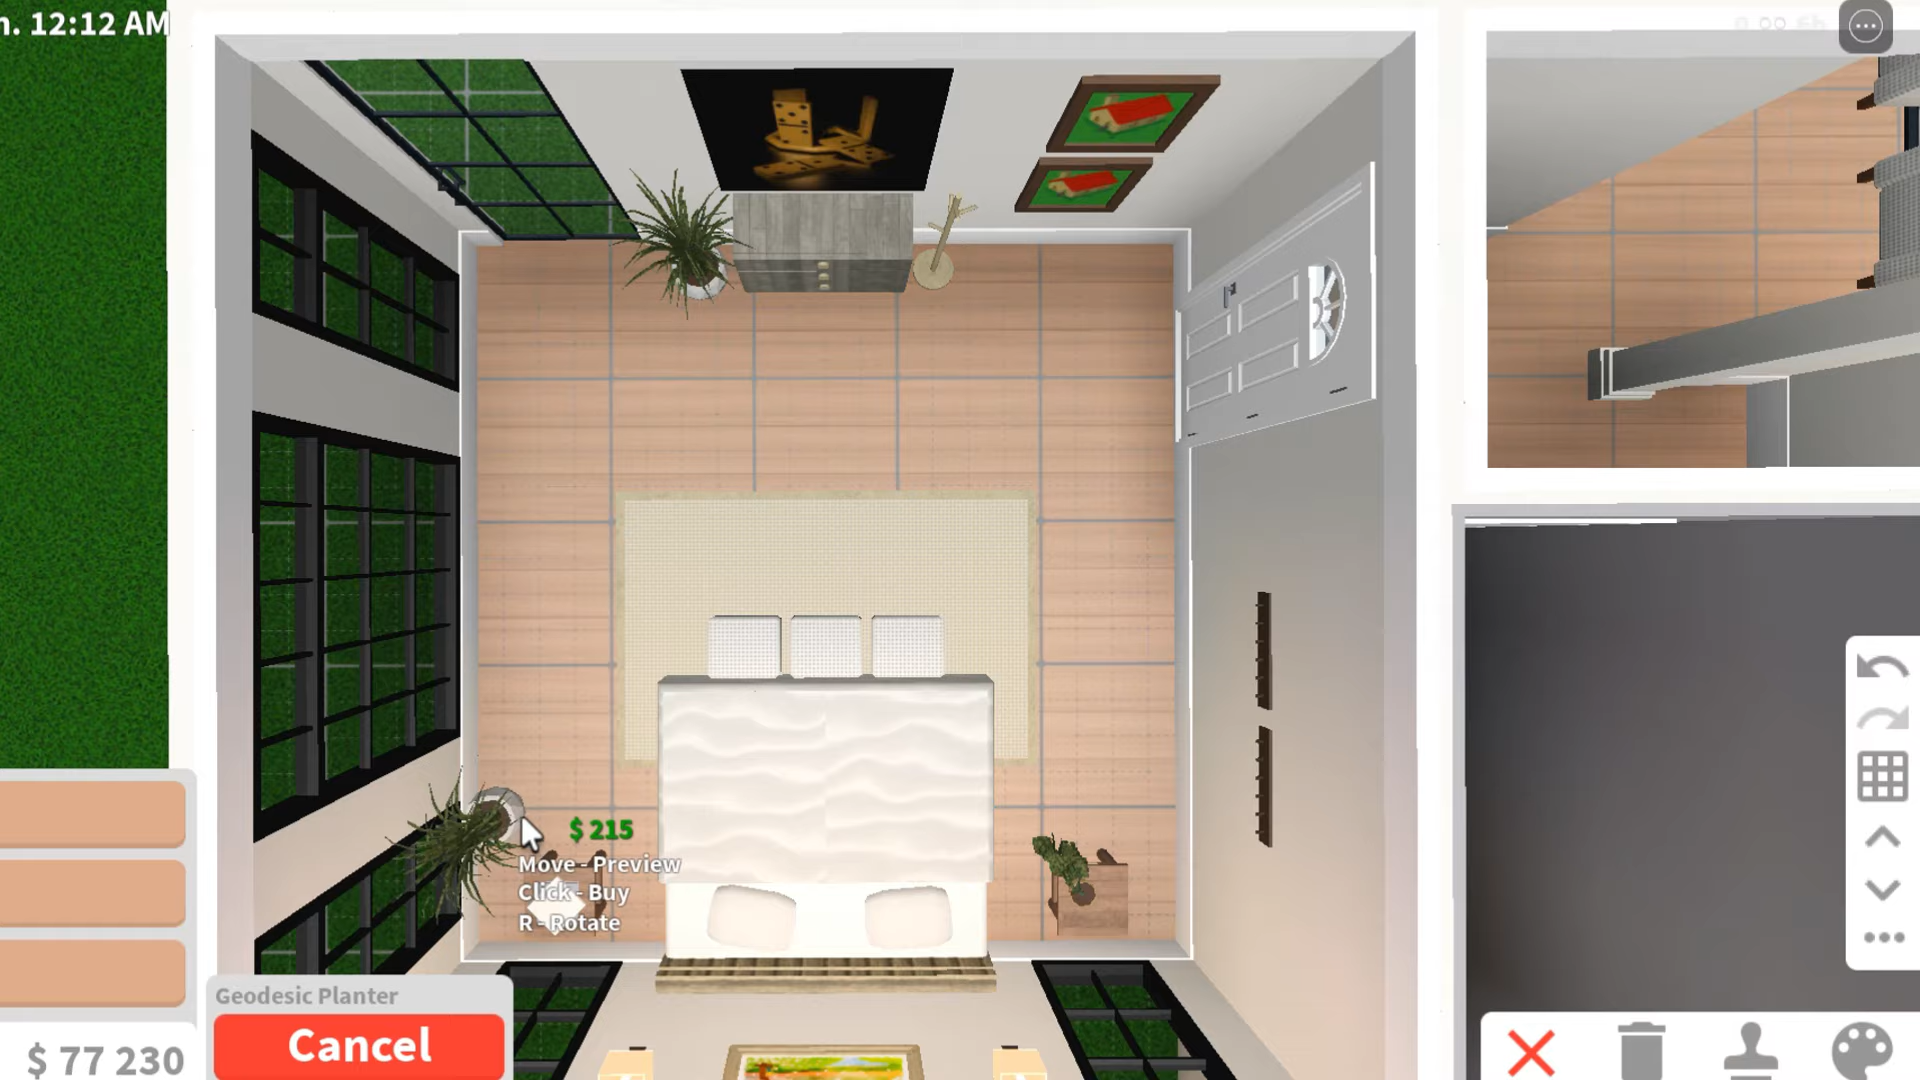 n. 12:12 AM
$ 215
Move - Preview
Click - Buy
R - Rotate
Geodesic Planter
Cancel
$ 77 230